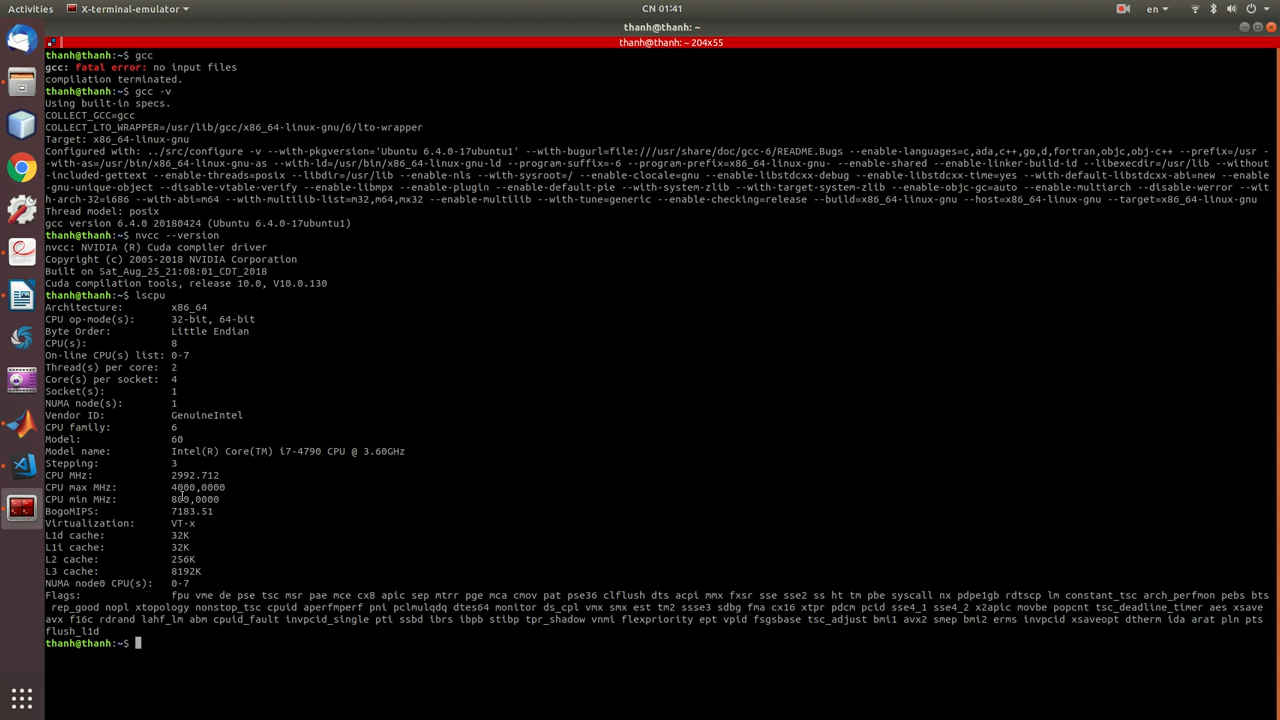 Activities
X-terminal-emulator
CN 01:41
en
thanh@thanh: ~
thanh@thanh: ~ 204x55
thanh@thanh:~$ gcc
gcc: fatal error: no input files
compilation terminated.
thanh@thanh:~$ gcc -v
Using built-in specs.
COLLECT_GCC=gcc
COLLECT_LTO_WRAPPER=/usr/lib/gcc/x86_64-linux-gnu/6/lto-wrapper
Target: x86_64-linux-gnu
Configured with: ../src/configure -v --with-pkgversion='Ubuntu 6.4.0-17ubuntu1' --with-bugurl=file:///usr/share/doc/gcc-6/README.Bugs --enable-languages=c,ada,c++,go,d,fortran,objc,obj-c++ --prefix=/usr -
-with-as=/usr/bin/x86_64-linux-gnu-as --with-ld=/usr/bin/x86_64-linux-gnu-ld --program-suffix=-6 --program-prefix=x86_64-linux-gnu- --enable-shared --enable-linker-build-id --libexecdir=/usr/lib --without
-included-gettext --enable-threads=posix --libdir=/usr/lib --enable-nls --with-sysroot=/ --enable-clocale=gnu --enable-libstdcxx-debug --enable-libstdcxx-time=yes --with-default-libstdcxx-abi=new --enable
-gnu-unique-object --disable-vtable-verify --enable-libmpx --enable-plugin --enable-default-pie --with-system-zlib --with-target-system-zlib --enable-objc-gc=auto --enable-multiarch --disable-werror --wit
h-arch-32=i686 --with-abi=m64 --with-multilib-list=m32,m64,mx32 --enable-multilib --with-tune=generic --enable-checking=release --build=x86_64-linux-gnu --host=x86_64-linux-gnu --target=x86_64-linux-gnu
Thread model: posix
gcc version 6.4.0 20180424 (Ubuntu 6.4.0-17ubuntu1)
thanh@thanh:~$ nvcc --version
nvcc: NVIDIA (R) Cuda compiler driver
Copyright (c) 2005-2018 NVIDIA Corporation
Built on Sat_Aug_25_21:08:01_CDT_2018
Cuda compilation tools, release 10.0, V10.0.130
thanh@thanh:~$ lscpu
Architecture: x86_64
CPU op-mode(s): 32-bit, 64-bit
Byte Order: Little Endian
CPU(s): 8
On-line CPU(s) list: 0-7
Thread(s) per core: 2
Core(s) per socket: 4
Socket(s): 1
NUMA node(s): 1
Vendor ID: GenuineIntel
CPU family: 6
Model: 60
Model name: Intel(R) Core(TM) i7-4790 CPU @ 3.60GHz
Stepping: 3
CPU MHz: 2992.712
CPU max MHz: 4000,0000
CPU min MHz: 800,0000
BogoMIPS: 7183.51
Virtualization: VT-x
L1d cache: 32K
L1i cache: 32K
L2 cache: 256K
L3 cache: 8192K
NUMA node0 CPU(s): 0-7
Flags: fpu vme de pse tsc msr pae mce cx8 apic sep mtrr pge mca cmov pat pse36 clflush dts acpi mmx fxsr sse sse2 ss ht tm pbe syscall nx pdpe1gb rdtscp lm constant_tsc arch_perfmon pebs bts
rep_good nopl xtopology nonstop_tsc cpuid aperfmperf pni pclmulqdq dtes64 monitor ds_cpl vmx smx est tm2 ssse3 sdbg fma cx16 xtpr pdcm pcid sse4_1 sse4_2 x2apic movbe popcnt tsc_deadline_timer aes xsave
avx f16c rdrand lahf_lm abm cpuid_fault invpcid_single pti ssbd ibrs ibpb stibp tpr_shadow vnmi flexpriority ept vpid fsgsbase tsc_adjust bmi1 avx2 smep bmi2 erms invpcid xsaveopt dtherm ida arat pln pts
flush_l1d
thanh@thanh:~$